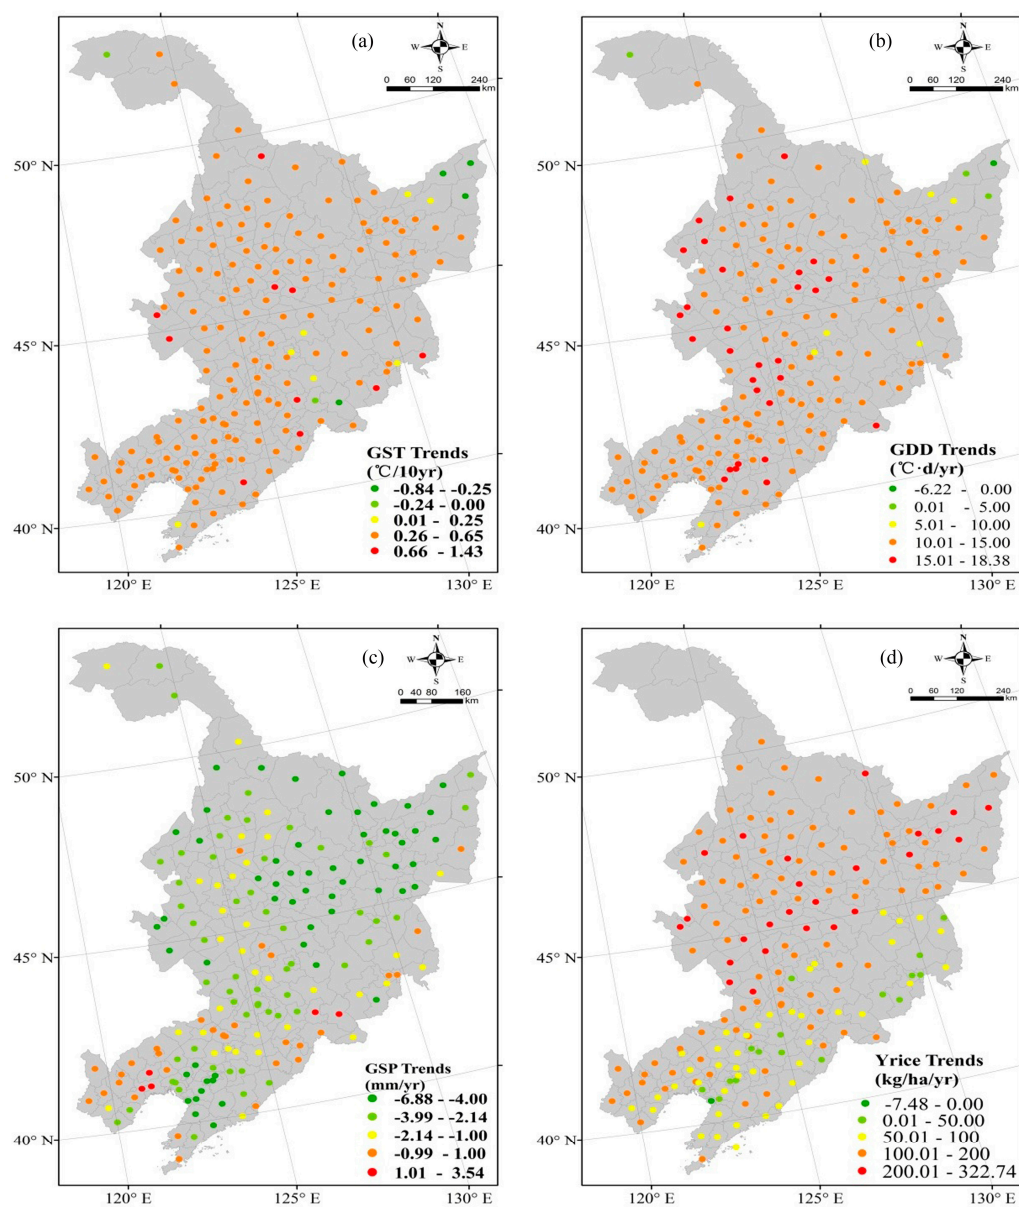 (a)
N
W E
S
0 60 120 240
km
50° N
45° N
40° N
GST Trends
(℃/10yr)
-0.84 - -0.25
-0.24 - 0.00
0.01 - 0.25
0.26 - 0.65
0.66 - 1.43
120° E
125° E
130° E
(b)
N
W E
S
0 60 120 240
km
50° N
45° N
40° N
GDD Trends
(℃·d/yr)
-6.22 - 0.00
0.01 - 5.00
5.01 - 10.00
10.01 - 15.00
15.01 - 18.38
120° E
125° E
130° E
(c)
N
W E
S
0 40 80 160
km
50° N
45° N
40° N
GSP Trends
(mm/yr)
-6.88 - -4.00
-3.99 - -2.14
-2.14 - -1.00
-0.99 - 1.00
1.01 - 3.54
120° E
125° E
130° E
(d)
N
W E
S
0 60 120 240
km
50° N
45° N
40° N
Yrice Trends
(kg/ha/yr)
-7.48 - 0.00
0.01 - 50.00
50.01 - 100
100.01 - 200
200.01 - 322.74
120° E
125° E
130° E